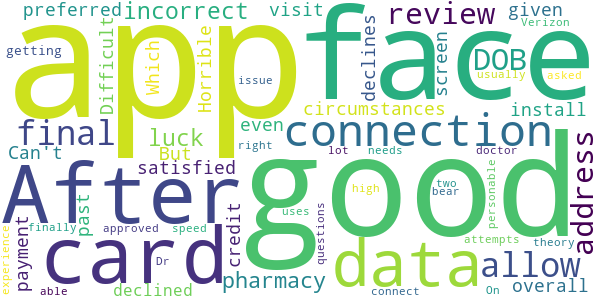 preferred
incorrect
visit
given
Verizon
getting
app
face
review
Difficult
Which
Horrible
issue
declines
screen
DOB
usually
asked
circumstances
install
final
luck
But
even
connection
right
Can't
satisfied
lot
needs
doctor
address
After
good
high
two
bear
personable
past
card
credit
uses
data
allow
payment
finally
approved
speed
questions
pharmacy
attempts
theory
experience
able
Dr
declined
connect
On
overall